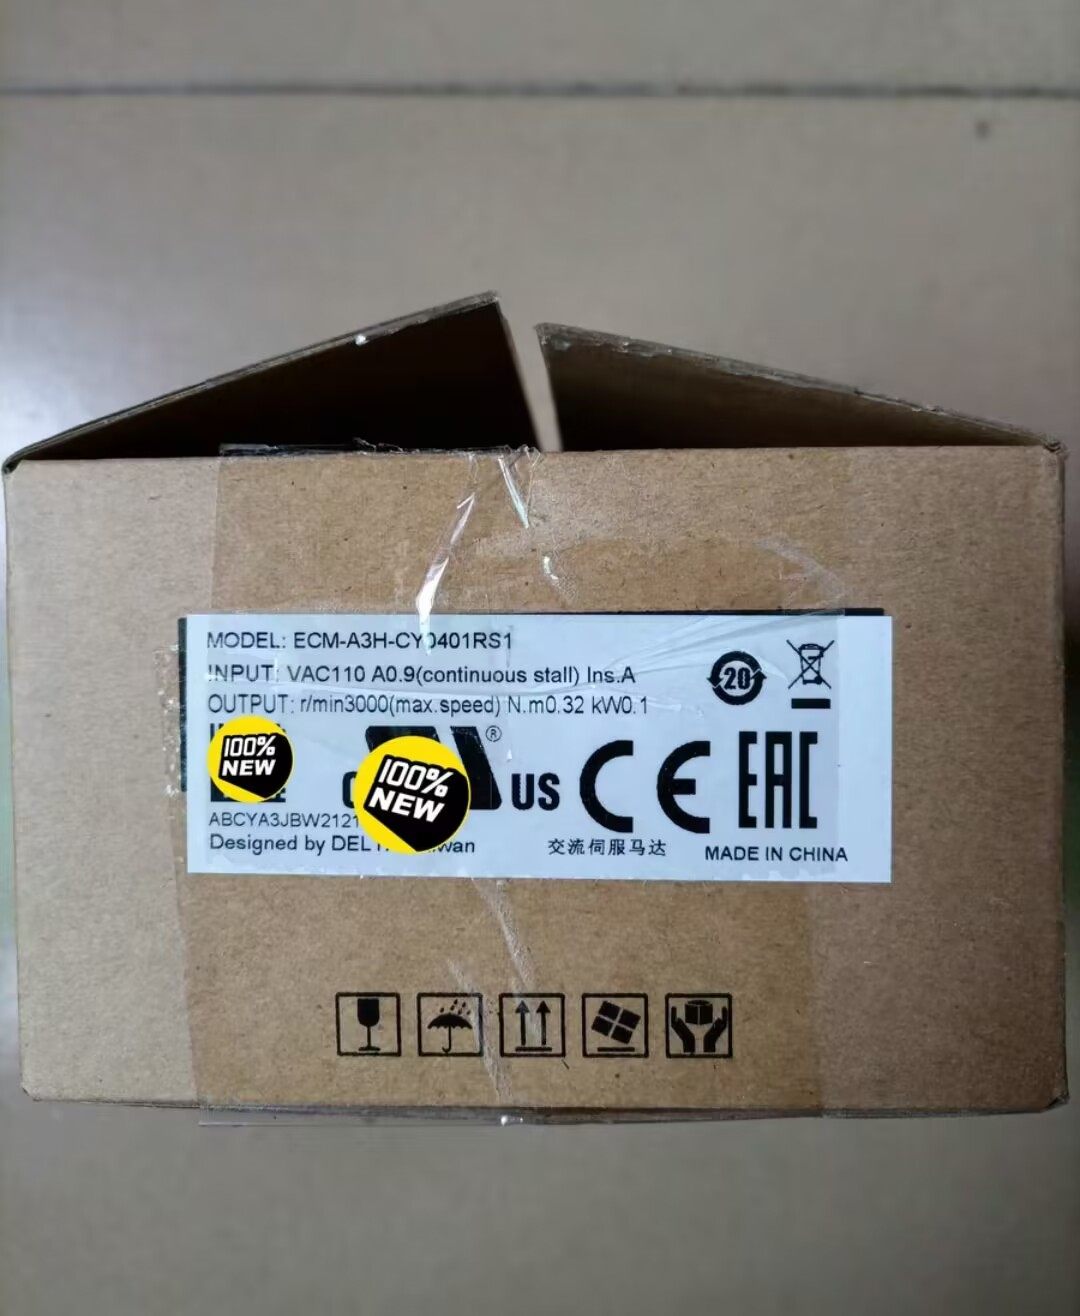 MODEL: ECM-A3H-CY0401RS1
INPUT: VAC110 A0.9(continuous stall) Ins.A
OUTPUT: r/min3000(max.speed) N.m0.32 kW0.1
20
100% NEW
100% NEW
® US CE EAC
ABCYA3JBW2121
Designed by
交流伺服马达
MADE IN CHINA